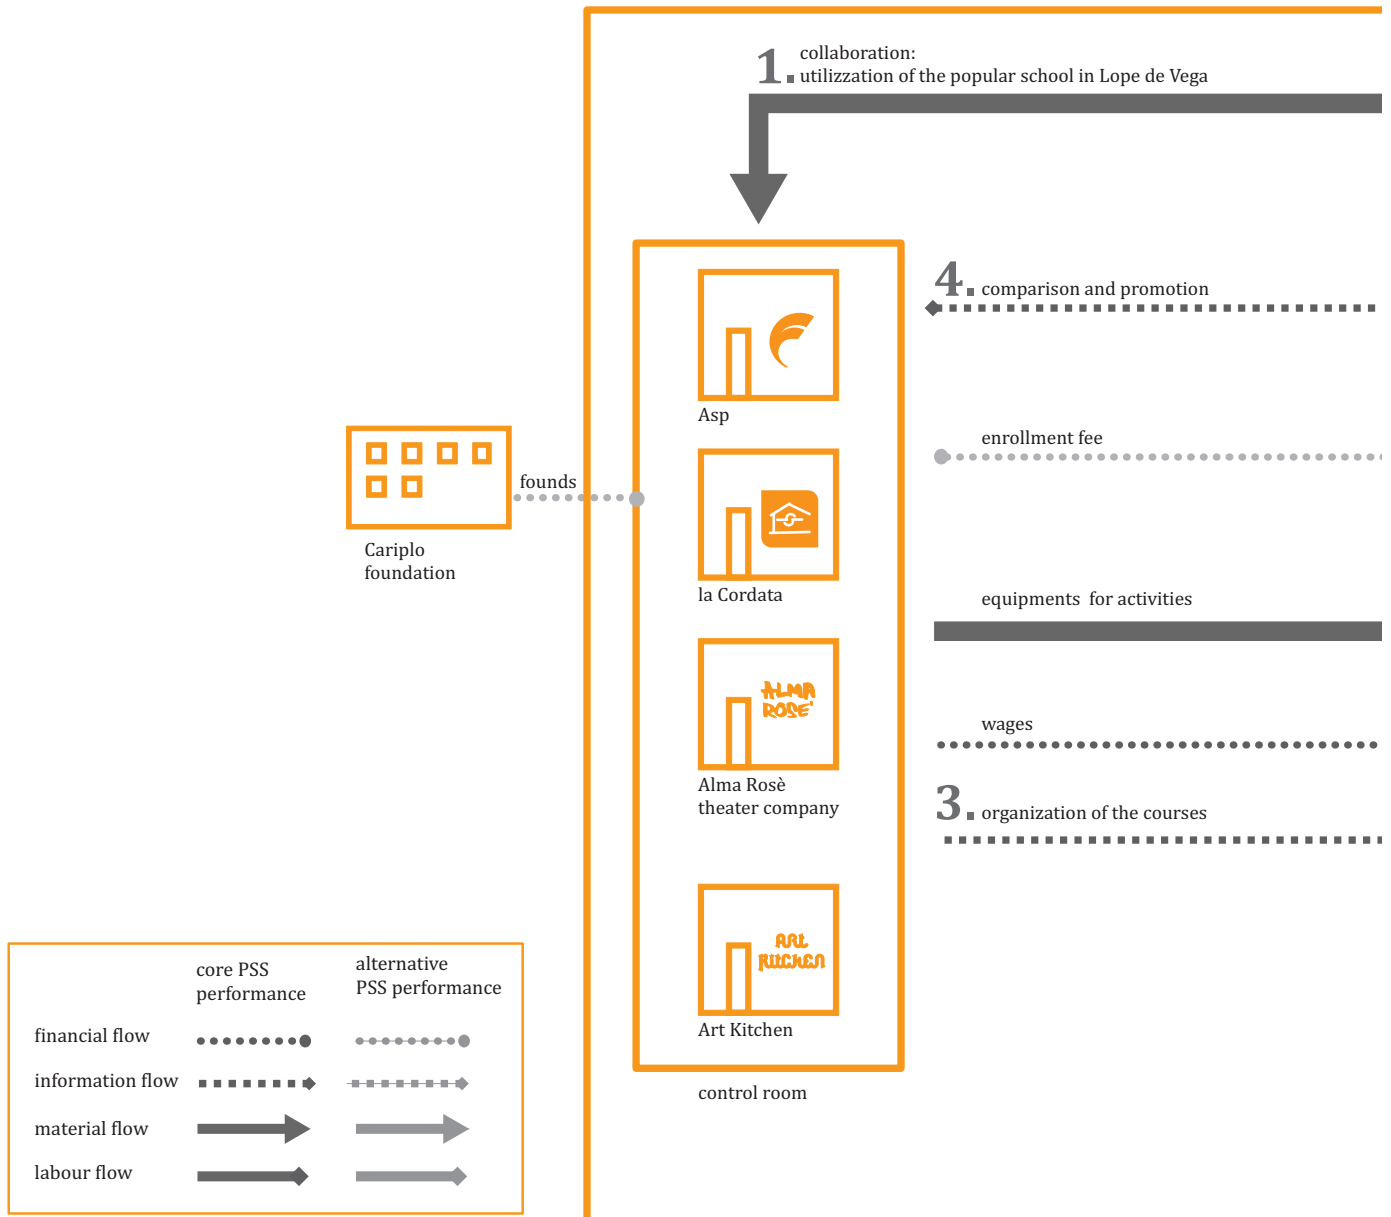 1. collaboration:
utilizzation of the popular school in Lope de Vega
4. comparison and promotion
Asp
enrollment fee
founds
Cariplo
foundation
la Cordata
equipments for activities
ALMA
ROSE'
wages
Alma Rosè
theater company
3. organization of the courses
ART
KITCHEN
Art Kitchen
control room
core PSS
performance
alternative
PSS performance
financial flow
information flow
material flow
labour flow